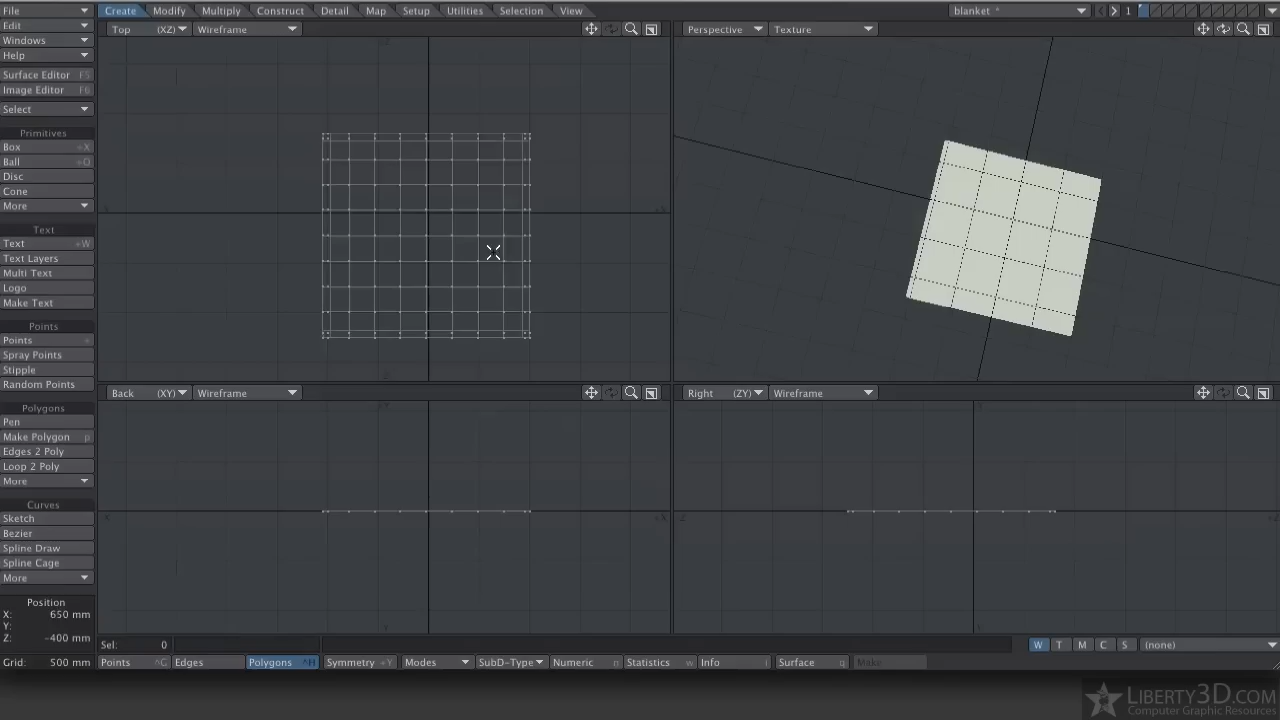 File
Create Modify Multiply Construct Detail Map Setup Utilities Selection View
blanket *
1
Edit
Windows
Help
Surface Editor F5
Image Editor F6
Select
Primitives
Box +X
Ball +O
Disc
Cone
More
Text
Text +W
Text Layers
Multi Text
Logo
Make Text
Points
Points +
Spray Points
Stipple
Random Points
Polygons
Pen
Make Polygon p
Edges 2 Poly
Loop 2 Poly
More
Curves
Sketch
Bezier
Spline Draw
Spline Cage
More
Position
X: 650 mm
Y:
Z: -400 mm
Grid: 500 mm
Top (XZ) Wireframe
Perspective Texture
Back (XY) Wireframe
Right (ZY) Wireframe
Sel: 0
W T M C S (none)
Points ^G Edges Polygons ^H Symmetry +Y Modes SubD-Type Numeric n Statistics w Info i Surface q Make
LIBERTY3D.COM
Computer Graphic Resources